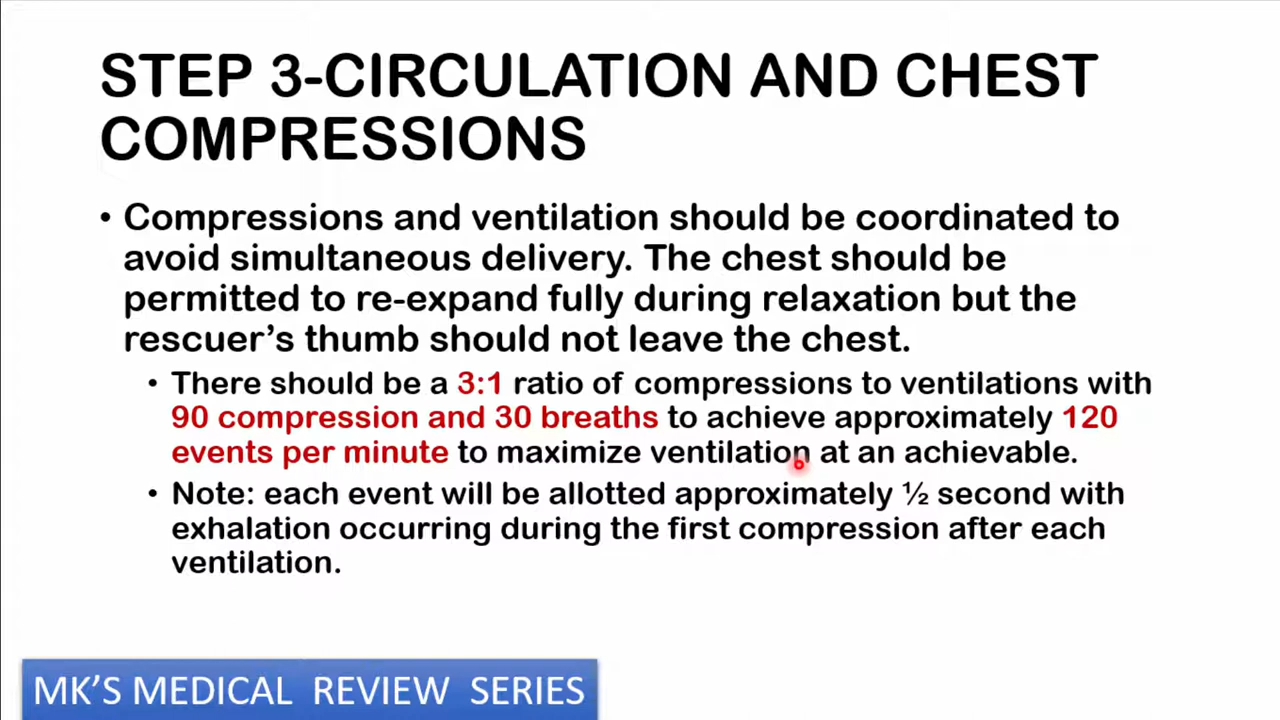 STEP 3-CIRCULATION AND CHEST
COMPRESSIONS
• Compressions and ventilation should be coordinated to
avoid simultaneous delivery. The chest should be
permitted to re-expand fully during relaxation but the
rescuer's thumb should not leave the chest.
• There should be a 3:1 ratio of compressions to ventilations with
90 compression and 30 breaths to achieve approximately 120
events per minute to maximize ventilation at an achievable.
• Note: each event will be allotted approximately ½ second with
exhalation occurring during the first compression after each
ventilation.
MK'S MEDICAL REVIEW SERIES